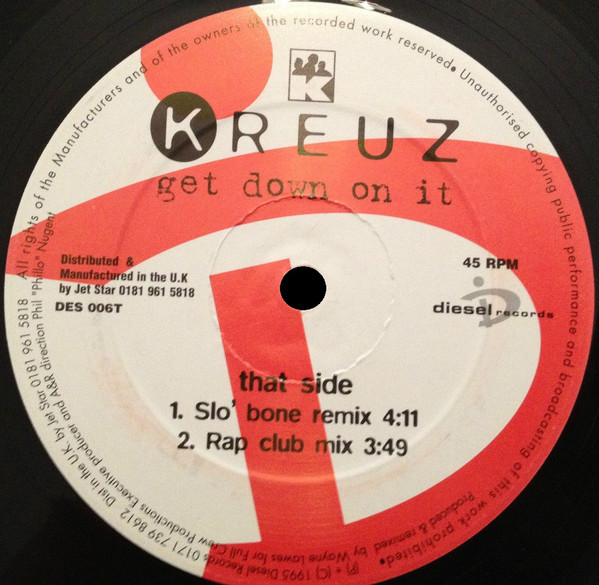 KREUZ
get down on it
Distributed &
Manufactured in the U.K
by Jet Star 0181 961 5818
DES 006T
45 RPM
diesel records
that side
1. Slo' bone remix 4:11
2. Rap club mix 3:49
All rights of the Manufacturers and of the owners of the recorded work reserved. Unauthorised copying public performance and broadcasting of this work prohibited.
Produced & remixed by Wayne Lawes for Full Crew Productions Executive producer and A&R direction Phil "Phillo" Nugent
(P) + (C) 1995 Diesel Records 0171 739 8612. Dist in the U.K. by Jet Star 0181 961 5818